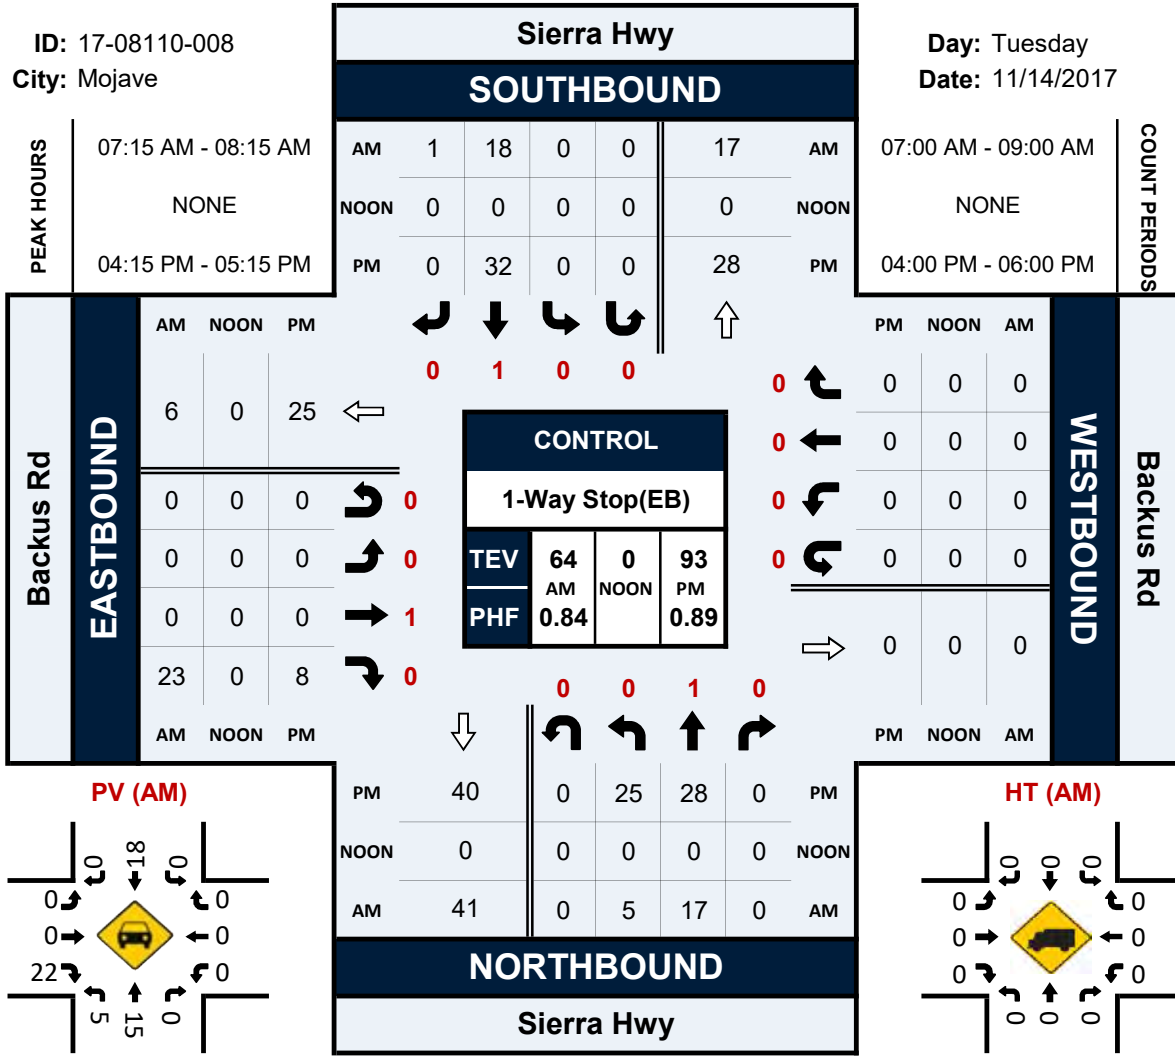 Sierra Hwy
ID: 17-08110-008
Day: Tuesday
City: Mojave
Date: 11/14/2017
SOUTHBOUND
PEAK HOURS
07:15 AM - 08:15 AM
NONE
04:15 PM - 05:15 PM
AM 1 18 0 0 17 AM
NOON 0 0 0 0 0 NOON
PM 0 32 0 0 28 PM
07:00 AM - 09:00 AM
NONE
04:00 PM - 06:00 PM
COUNT PERIODS
0 1 0 0
Backus Rd
EASTBOUND
AM NOON PM
6 0 25
0 0 0 0
0 0 0 0
0 0 0 1
23 0 8 0
AM NOON PM
CONTROL
1-Way Stop(EB)
TEV 64 0 93
AM NOON PM
PHF 0.84 0.89
PM NOON AM
0 0 0 0
0 0 0 0
0 0 0 0
0 0 0 0
0 0 0
PM NOON AM
WESTBOUND
Backus Rd
0 0 1 0
PM 40 0 25 28 0 PM
NOON 0 0 0 0 0 NOON
AM 41 0 5 17 0 AM
NORTHBOUND
Sierra Hwy
PV (AM)
0 18 0
0 0
0 0
22 0
5 15 0
HT (AM)
0 0 0
0 0
0 0
0 0
0 0 0